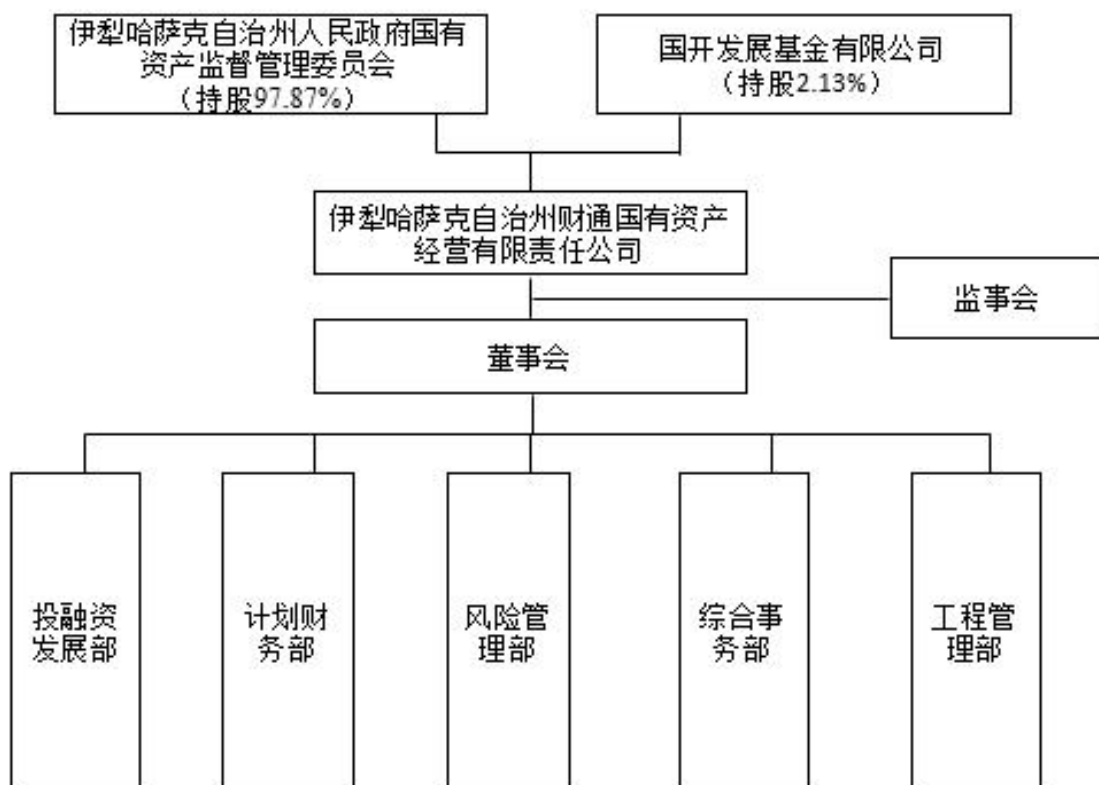 伊犁哈萨克自治州人民政府国有
资产监督管理委员会
（持股97.87%）
国开发展基金有限公司
（持股2.13%）
伊犁哈萨克自治州财通国有资产
经营有限责任公司
监事会
董事会
投融资
发展部
计划财
务部
风险管
理部
综合事
务部
工程管
理部